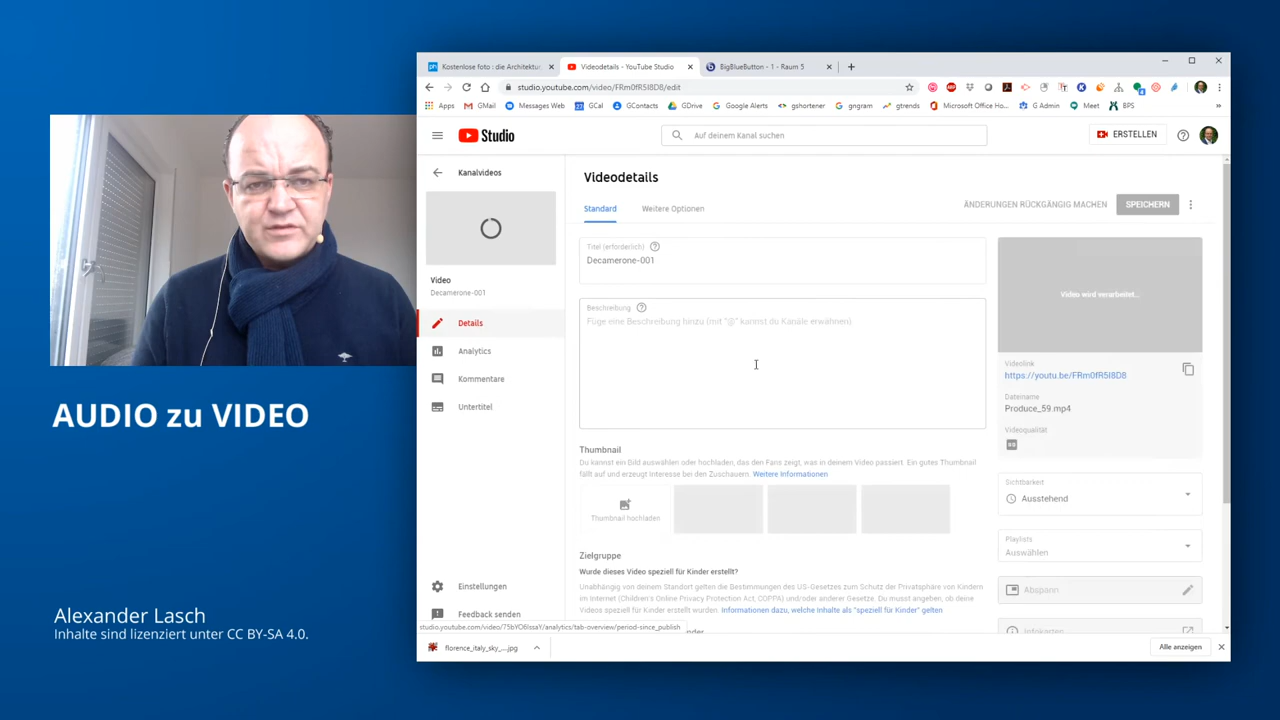 Kostenlose foto : die Architektur
Videodetails - YouTube Studio
BigBlueButton - 1 - Raum 5
studio.youtube.com/video/FRm0fR5I8D8/edit
Apps GMail Messages Web GCal GContacts GDrive Google Alerts gshortener gngram gtrends Microsoft Office Ho... G Admin Meet BPS »
Studio
Auf deinem Kanal suchen
ERSTELLEN
Kanalvideos
Video
Decamerone-001
Details
Analytics
Kommentare
Untertitel
Einstellungen
Feedback senden
Videodetails
Standard Weitere Optionen
ÄNDERUNGEN RÜCKGÄNGIG MACHEN SPEICHERN
Titel (erforderlich)
Decamerone-001
Beschreibung
Füge eine Beschreibung hinzu (mit "@" kannst du Kanäle erwähnen)
Thumbnail
Du kannst ein Bild auswählen oder hochladen, das den Fans zeigt, was in deinem Video passiert. Ein gutes Thumbnail
fällt auf und erzeugt Interesse bei den Zuschauern. Weitere Informationen
Thumbnail hochladen
Zielgruppe
Wurde dieses Video speziell für Kinder erstellt?
Unabhängig von deinem Standort gelten die Bestimmungen des US-Gesetzes zum Schutz der Privatsphäre von Kindern
im Internet (Children's Online Privacy Protection Act, COPPA) und/oder anderer Gesetze. Du musst angeben, ob deine
Videos speziell für Kinder erstellt wurden. Informationen dazu, welche Inhalte als "speziell für Kinder" gelten
Video wird verarbeitet...
Videolink
https://youtu.be/FRm0fR5I8D8
Dateiname
Produce_59.mp4
Videoqualität
SD
Sichtbarkeit
Ausstehend
Playlists
Auswählen
Abspann
Infokarten
studio.youtube.com/video/75bYO6IssaY/analytics/tab-overview/period-since_publish
florence_italy_sky_....jpg
Alle anzeigen
AUDIO zu VIDEO
Alexander Lasch
Inhalte sind lizenziert unter CC BY-SA 4.0.